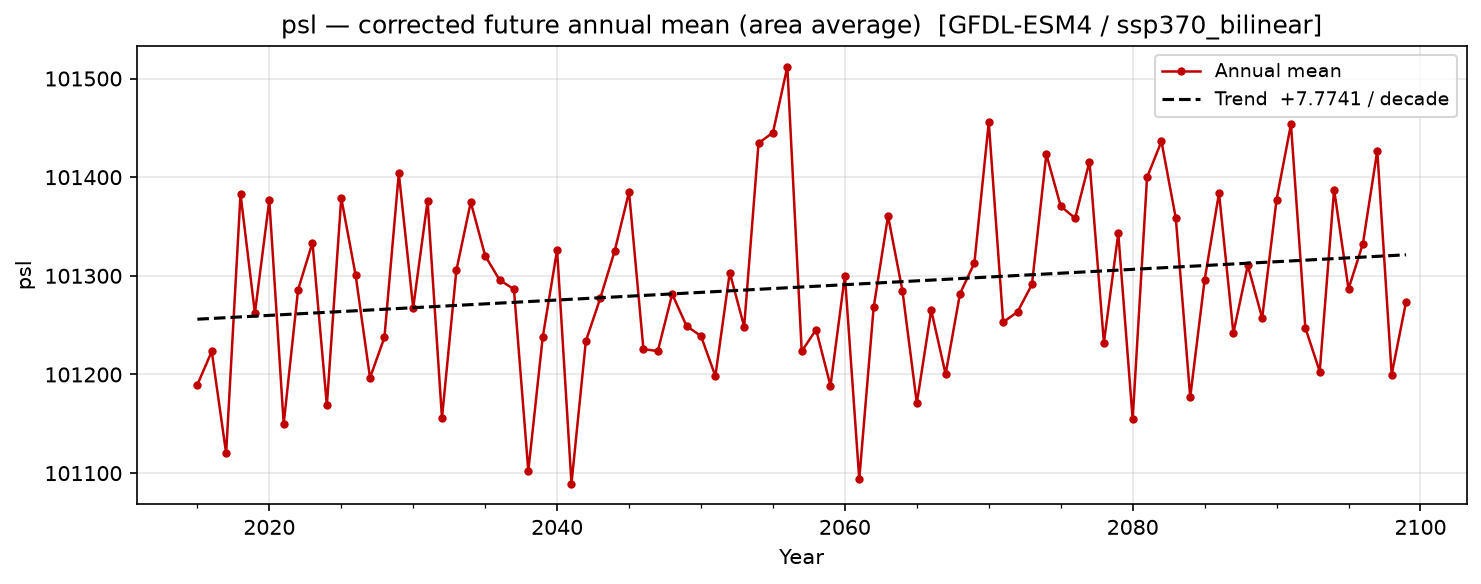 psl — corrected future annual mean (area average)  [GFDL-ESM4 / ssp370_bilinear]
Annual mean
Trend  +7.7741 / decade
psl
101500
101400
101300
101200
101100
2020
2040
2060
2080
2100
Year